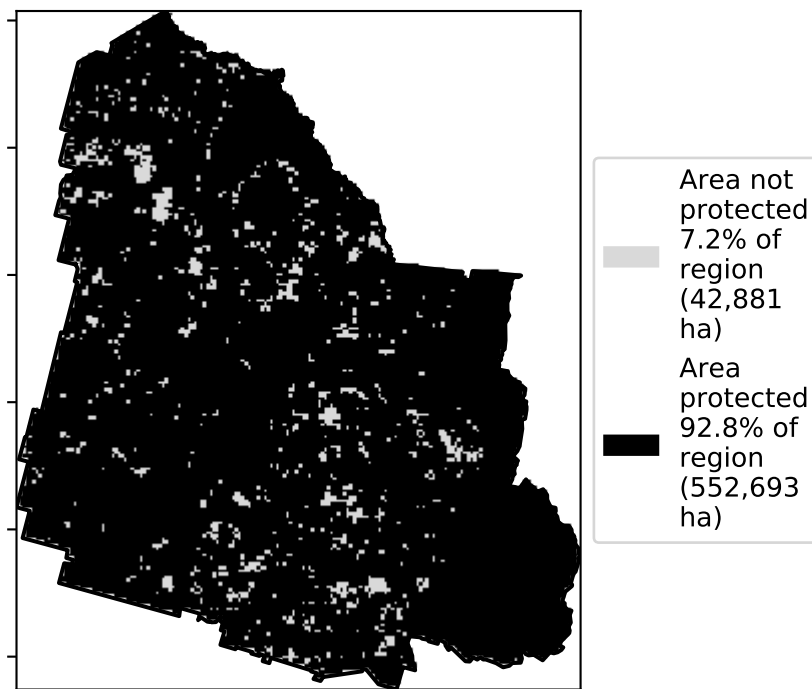 Area not
protected
7.2% of
region
(42,881
ha)
Area
protected
92.8% of
region
(552,693
ha)